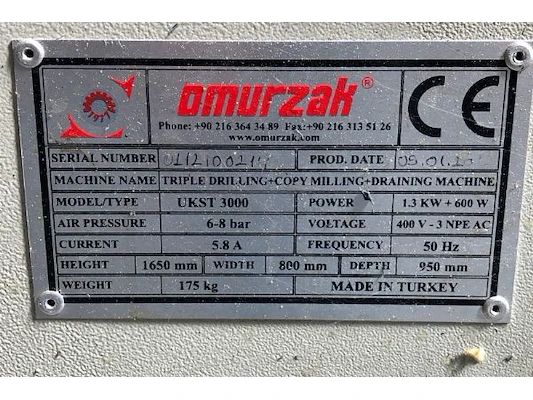 1977
omurzak®
CE
Phone: +90 216 364 34 89 Fax:+90 216 313 51 26
www.omurzak.com
SERIAL NUMBER PROD. DATE
MACHINE NAME TRIPLE DRILLING+COPY MILLING+DRAINING MACHINE
MODEL/TYPE UKST 3000 POWER 1.3 KW + 600 W
AIR PRESSURE 6-8 bar VOLTAGE 400 V - 3 NPE AC
CURRENT 5.8 A FREQUENCY 50 Hz
HEIGHT 1650 mm WIDTH 800 mm DEPTH 950 mm
WEIGHT 175 kg MADE IN TURKEY